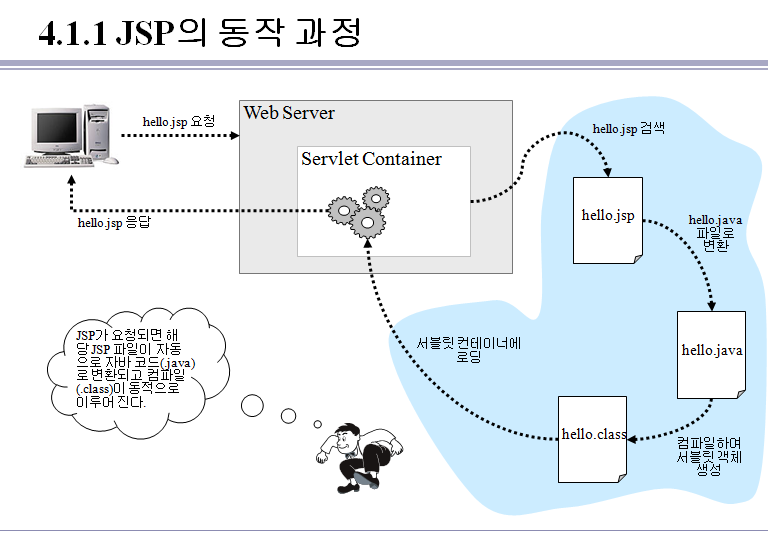 4.1.1 JSP의 동작 과정
hello.jsp 요청
Web Server
Servlet Container
hello.jsp 검색
hello.jsp
hello.jsp 응답
hello.java
파일로
변환
hello.java
서블릿 컨테이너에
로딩
hello.class
컴파일하여
서블릿 객체
생성
JSP가 요청되면 해
당 JSP 파일이 자동
으로 자바 코드(.java)
로 변환되고 컴파일
(.class)이 동적으로
이루어 진다.